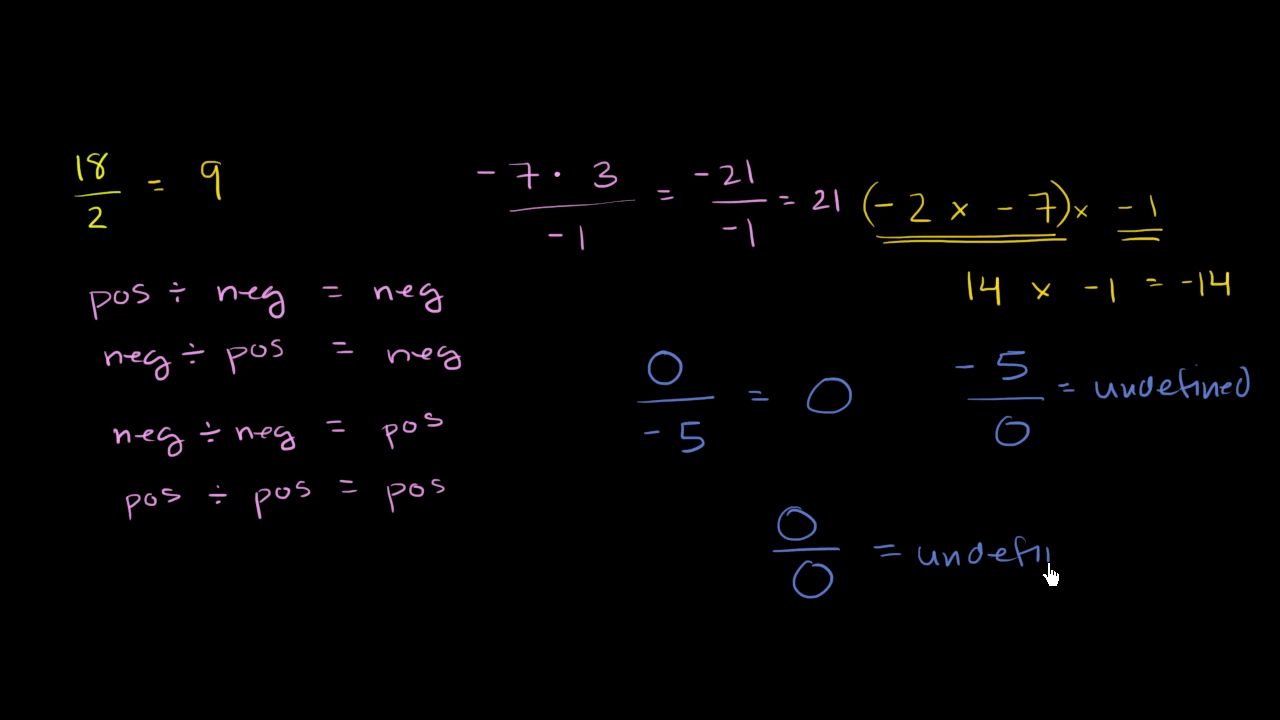 18/2 = 9
-7 · 3/-1 = -21/-1 = 21
(-2 x -7) x -1
14 x -1 = -14
pos ÷ neg = neg
neg ÷ pos = neg
neg ÷ neg = pos
pos ÷ pos = pos
0/-5 = 0
-5/0 = undefined
0/0 = undefi